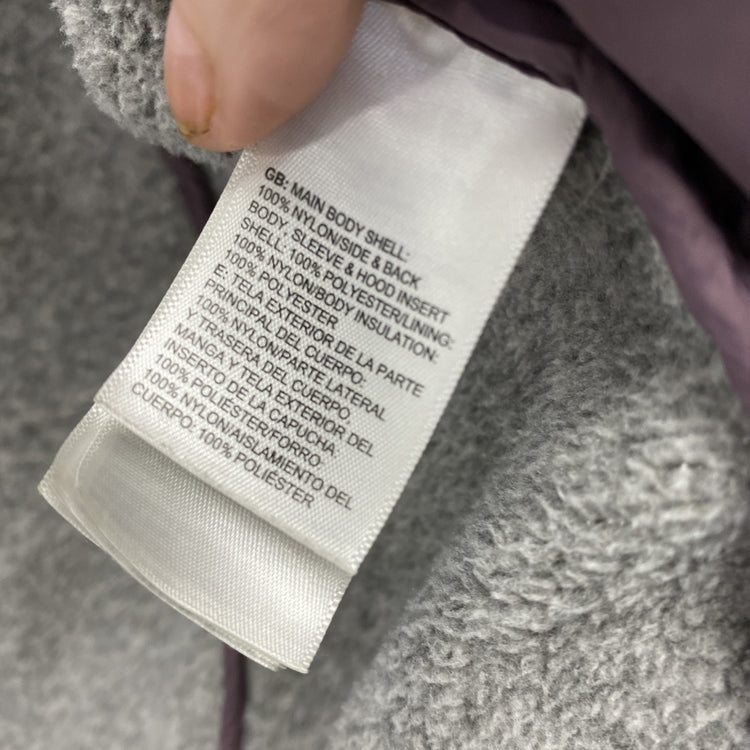 GB: MAIN BODY SHELL:
100% NYLON/SIDE & BACK
BODY, SLEEVE & HOOD INSERT
SHELL: 100% POLYESTER/LINING:
100% NYLON/BODY INSULATION:
100% POLYESTER
E: TELA EXTERIOR DE LA PARTE
PRINCIPAL DEL CUERPO:
100% NYLON/PARTE LATERAL
Y TRASERA DEL CUERPO,
MANGA Y TELA EXTERIOR DEL
INSERTO DE LA CAPUCHA:
100% POLIÉSTER/FORRO:
100% NYLON/AISLAMIENTO DEL
CUERPO: 100% POLIÉSTER